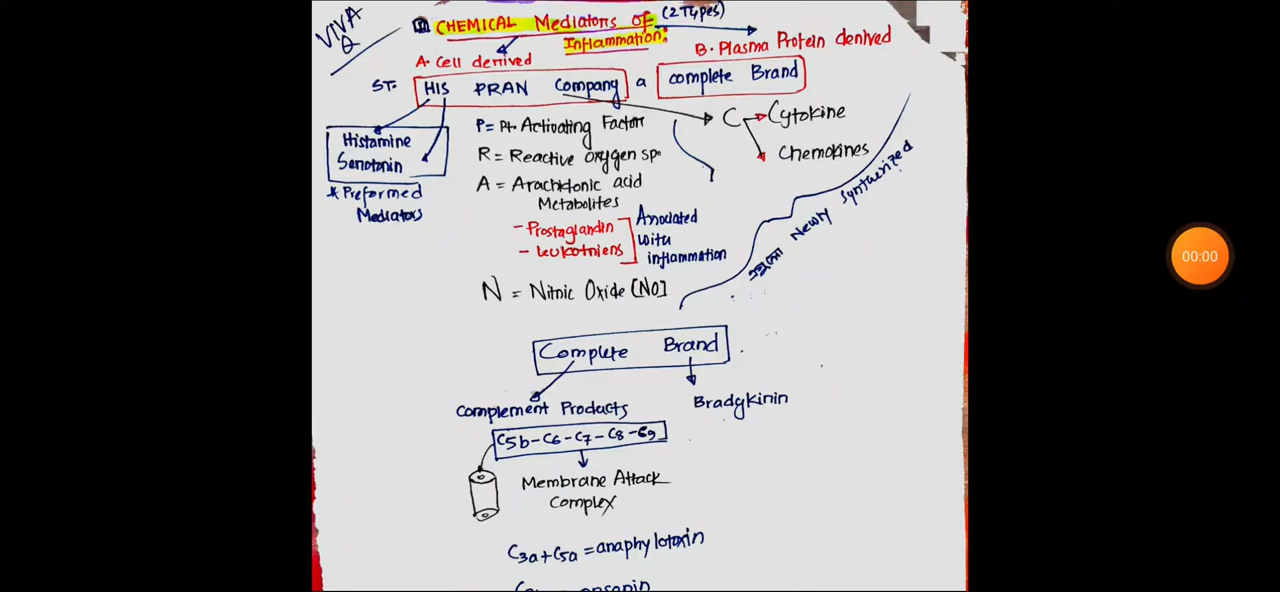 VIVA
Q
CHEMICAL Mediators of (2 Types)
Inflammation:
A. Cell derived
B. Plasma Protein derived
ST. HIS PRAN Company a complete Brand
Histamine
Serotonin
* Preformed
Mediators
P = Pt. Activating Factors
R = Reactive oxygen sp
A = Arachidonic acid
Metabolites
- Prostaglandin
- Leukotriens
Associated
with
inflammation
N = Nitric Oxide [NO]
C → Cytokine
Chemokines
Newly synthesized
Complete Brand
Complement Products
Bradykinin
C5b-C6-C7-C8-C9
Membrane Attack
Complex
C3a+C5a = anaphylotoxin
00:00